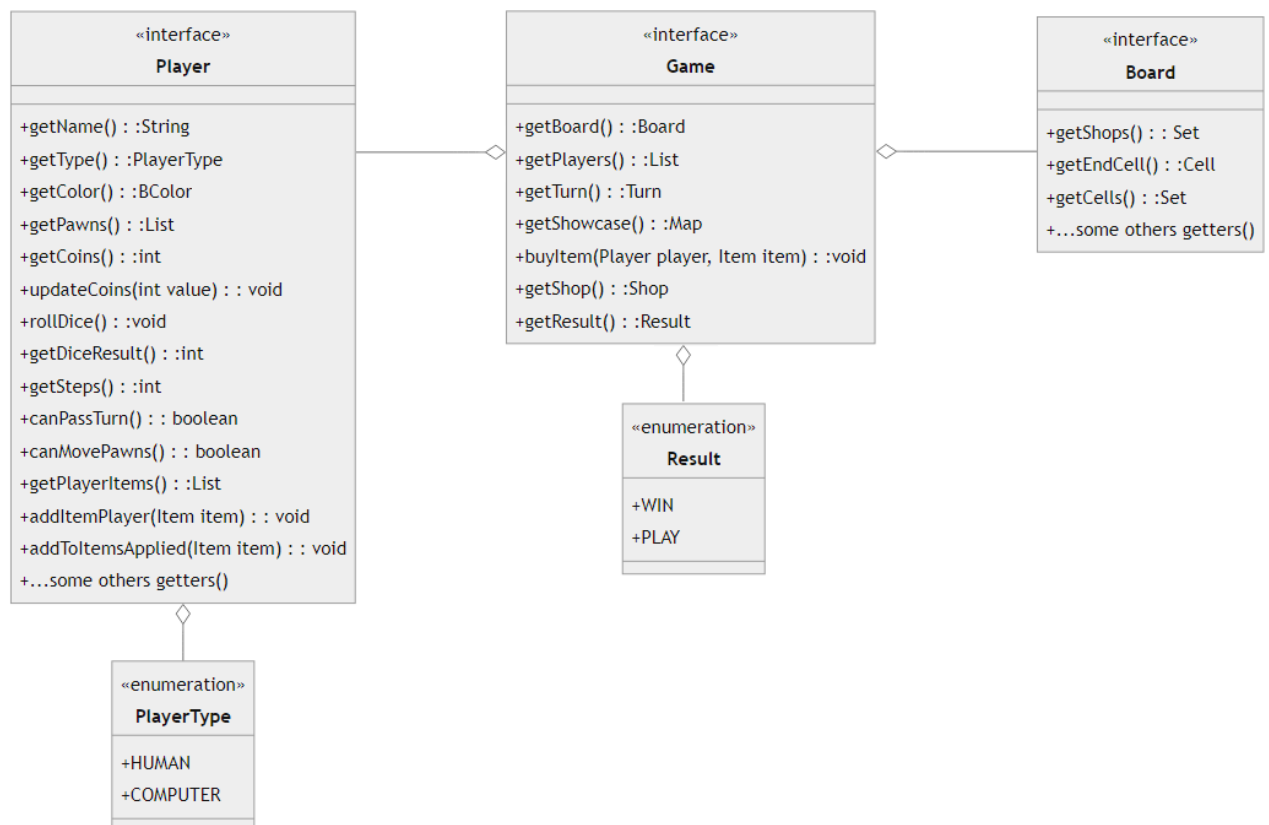 «interface»
Player
+getName() : :String
+getType() : :PlayerType
+getColor() : :BColor
+getPawns() : :List
+getCoins() : :int
+updateCoins(int value) : : void
+rollDice() : :void
+getDiceResult() : :int
+getSteps() : :int
+canPassTurn() : : boolean
+canMovePawns() : : boolean
+getPlayerItems() : :List
+addItemPlayer(Item item) : : void
+addToItemsApplied(Item item) : : void
+...some others getters()
«interface»
Game
+getBoard() : :Board
+getPlayers() : :List
+getTurn() : :Turn
+getShowcase() : :Map
+buyItem(Player player, Item item) : :void
+getShop() : :Shop
+getResult() : :Result
«interface»
Board
+getShops() : : Set
+getEndCell() : :Cell
+getCells() : :Set
+...some others getters()
«enumeration»
Result
+WIN
+PLAY
«enumeration»
PlayerType
+HUMAN
+COMPUTER